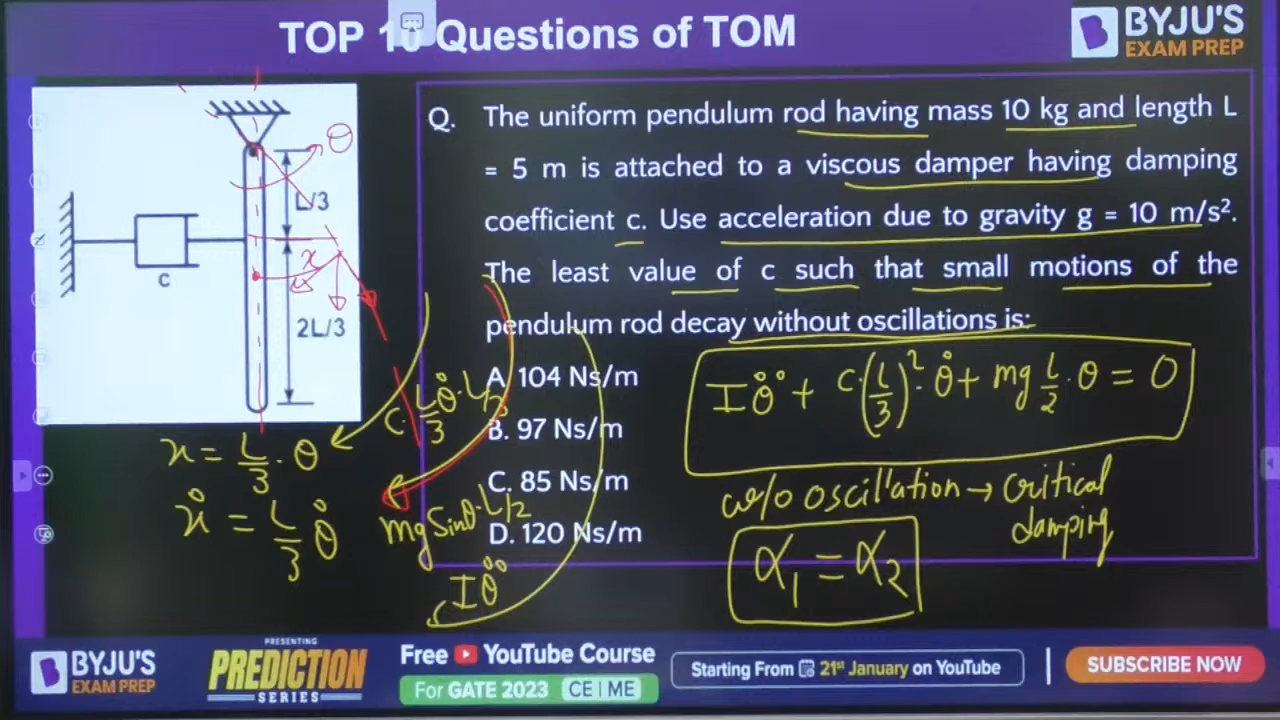 TOP 10 Questions of TOM
BYJU'S
EXAM PREP
Q. The uniform pendulum rod having mass 10 kg and length L
= 5 m is attached to a viscous damper having damping
coefficient c. Use acceleration due to gravity g = 10 m/s².
The least value of c such that small motions of the
pendulum rod decay without oscillations is:
A. 104 Ns/m
B. 97 Ns/m
C. 85 Ns/m
D. 120 Ns/m
θ
L/3
x
C
2L/3
C. L/3 θ̇ . L/3
x = L/3 . θ
ẋ = L/3 θ̇
mg Sinθ . L/2
Iθ̈
Iθ̈ + C.(L/3)². θ̇ + mg L/2 . θ = 0
w/o oscillation → Critical
damping
α₁ = α₂
BYJU'S
EXAM PREP
PRESENTING
PREDICTION
SERIES
Free YouTube Course
For GATE 2023 CE | ME
Starting From 21st January on YouTube
SUBSCRIBE NOW